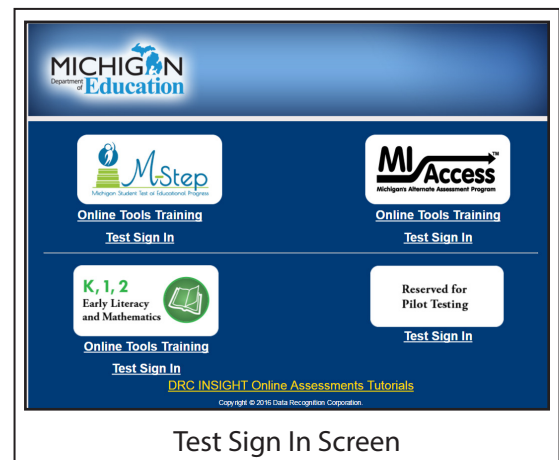 MICHIGAN
Department of Education
M-Step
Michigan Student Test of Educational Progress
Online Tools Training
Test Sign In
MI Access™
Michigan's Alternate Assessment Program
Online Tools Training
Test Sign In
K, 1, 2
Early Literacy
and Mathematics
Online Tools Training
Test Sign In
Reserved for
Pilot Testing
Test Sign In
DRC INSIGHT Online Assessments Tutorials
Copyright © 2016 Data Recognition Corporation.
Test Sign In Screen